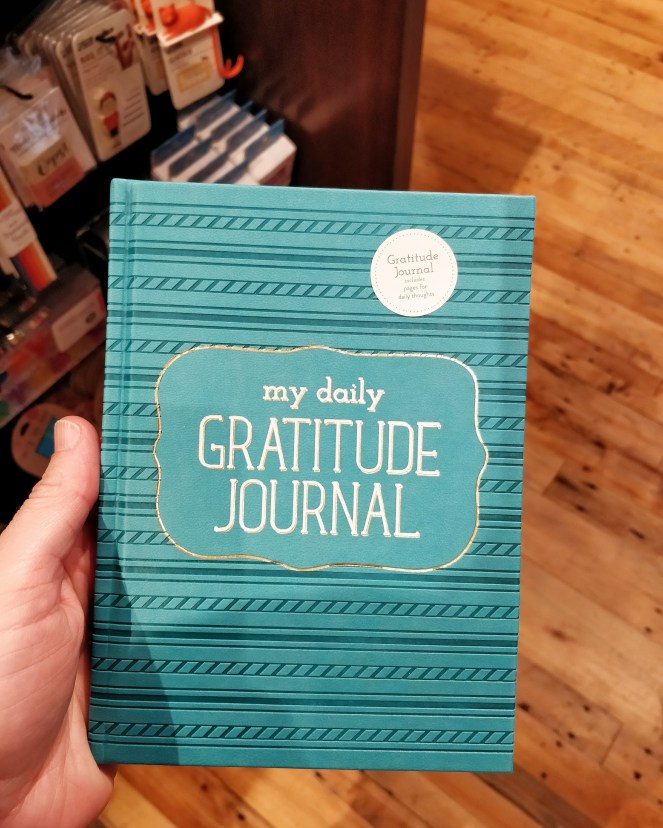 Gratitude
Journal
includes
pages for
daily thoughts
my daily
GRATITUDE
JOURNAL